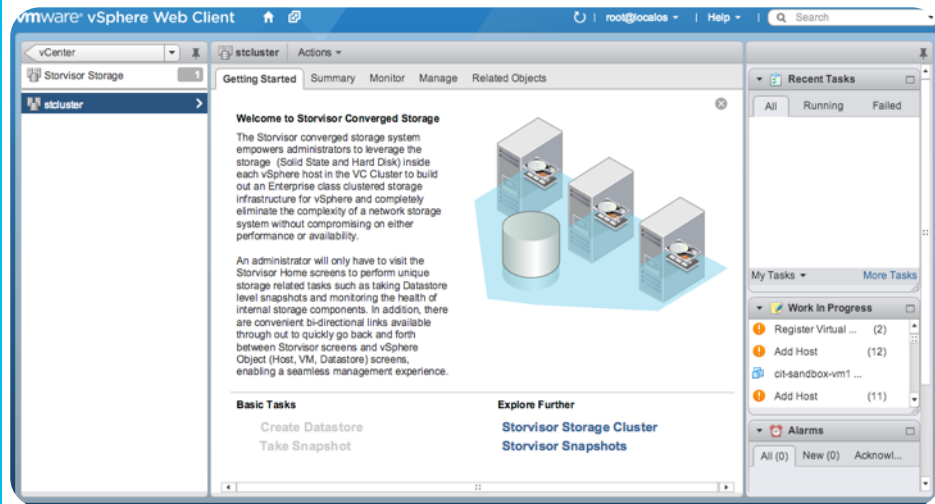 vmware® vSphere Web Client
root@localos
Help
Search
vCenter
Storvisor Storage 1
stcluster
stcluster Actions
Getting Started Summary Monitor Manage Related Objects
Welcome to Storvisor Converged Storage
The Storvisor converged storage system
empowers administrators to leverage the
storage (Solid State and Hard Disk) inside
each vSphere host in the VC Cluster to build
out an Enterprise class clustered storage
infrastructure for vSphere and completely
eliminate the complexity of a network storage
system without compromising on either
performance or availability.
An administrator will only have to visit the
Storvisor Home screens to perform unique
storage related tasks such as taking Datastore
level snapshots and monitoring the health of
internal storage components. In addition, there
are convenient bi-directional links available
through out to quickly go back and forth
between Storvisor screens and vSphere
Object (Host, VM, Datastore) screens,
enabling a seamless management experience.
Basic Tasks
Create Datastore
Take Snapshot
Explore Further
Storvisor Storage Cluster
Storvisor Snapshots
Recent Tasks
All Running Failed
My Tasks More Tasks
Work In Progress
Register Virtual ... (2)
Add Host (12)
cit-sandbox-vm1 ...
Add Host (11)
Alarms
All (0) New (0) Acknowl...